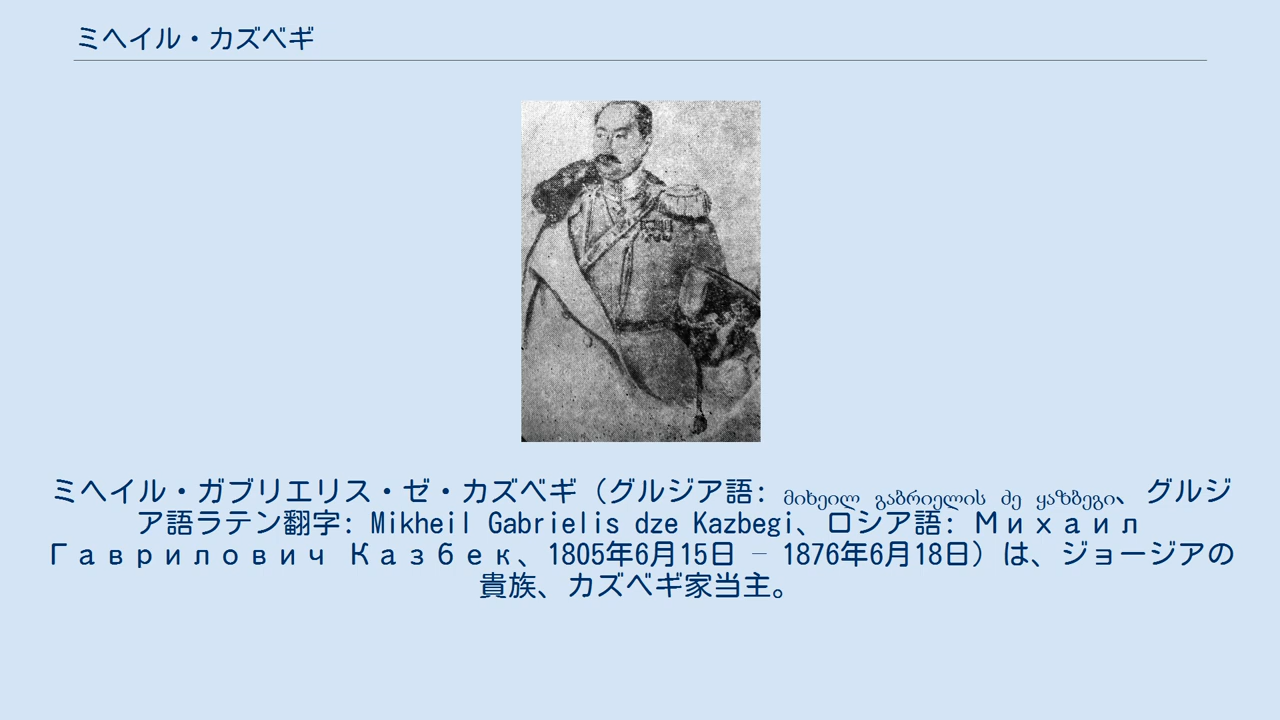 ミヘイル・カズベギ
ミヘイル・ガブリエリス・ゼ・カズベギ（グルジア語: მიხეილ გაბრიელის ძე ყაზბეგი、グルジ
ア語ラテン翻字: Mikheil Gabrielis dze Kazbegi、ロシア語: Михаил
Гаврилович Казбек、1805年6月15日 – 1876年6月18日）は、ジョージアの
貴族、カズベギ家当主。